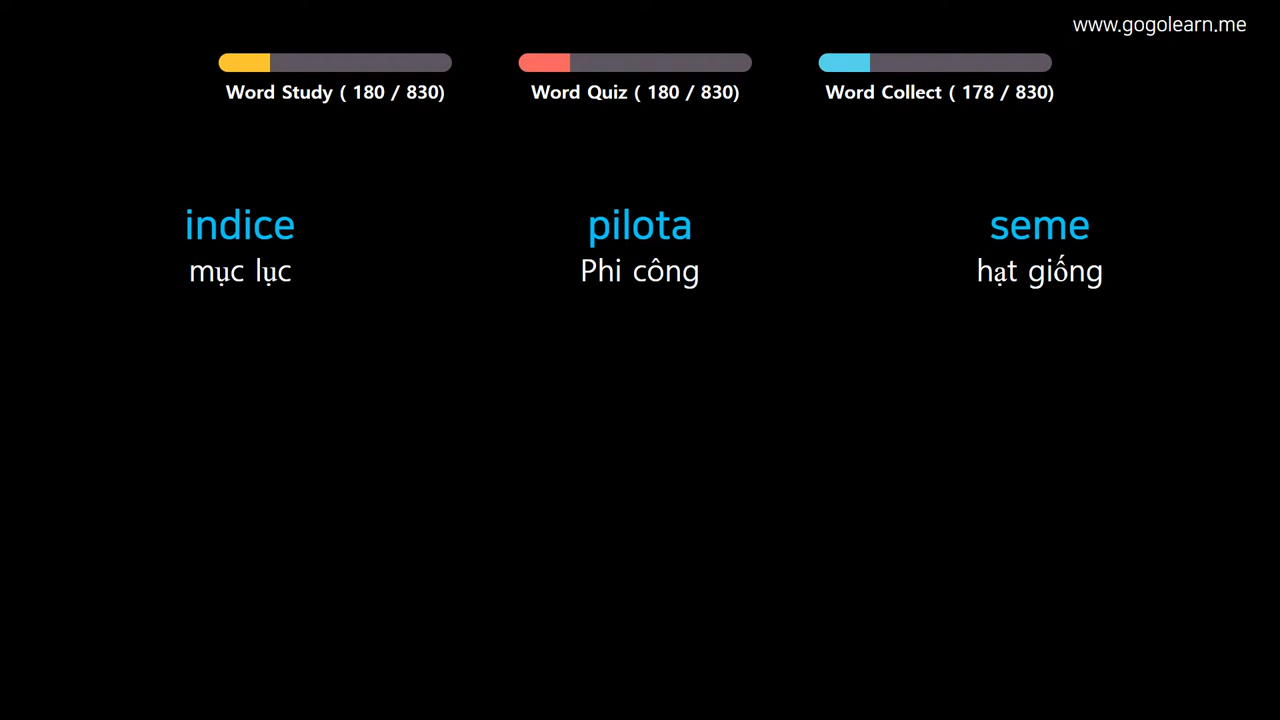 www.gogolearn.me
Word Study ( 180 / 830)
Word Quiz ( 180 / 830)
Word Collect ( 178 / 830)
indice
mục lục
pilota
Phi công
seme
hạt giống